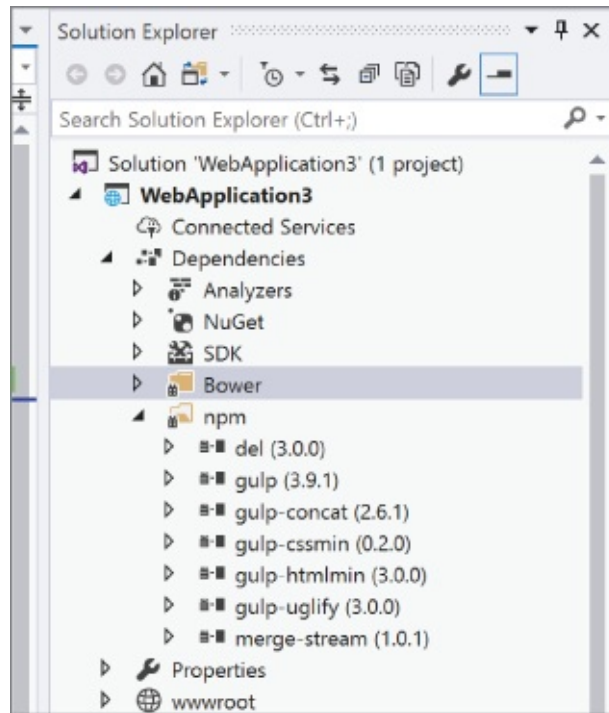 Solution Explorer
Search Solution Explorer (Ctrl+;)
Solution 'WebApplication3' (1 project)
WebApplication3
Connected Services
Dependencies
Analyzers
NuGet
SDK
Bower
npm
del (3.0.0)
gulp (3.9.1)
gulp-concat (2.6.1)
gulp-cssmin (0.2.0)
gulp-htmlmin (3.0.0)
gulp-uglify (3.0.0)
merge-stream (1.0.1)
Properties
wwwroot